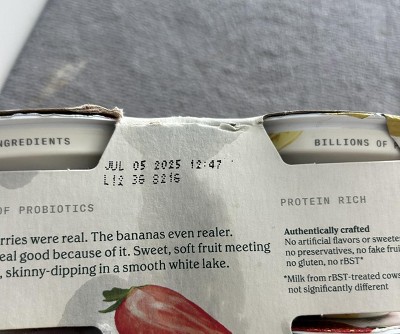 NGREDIENTS
BILLIONS OF
JUL 05 2025 12:47
L12 36 8216
OF PROBIOTICS
PROTEIN RICH
rries were real. The bananas even realer.
eal good because of it. Sweet, soft fruit meeting
, skinny-dipping in a smooth white lake.
Authentically crafted
No artificial flavors or sweete
no preservatives, no fake frui
no gluten, no rBST*
*Milk from rBST-treated cows
not significantly different